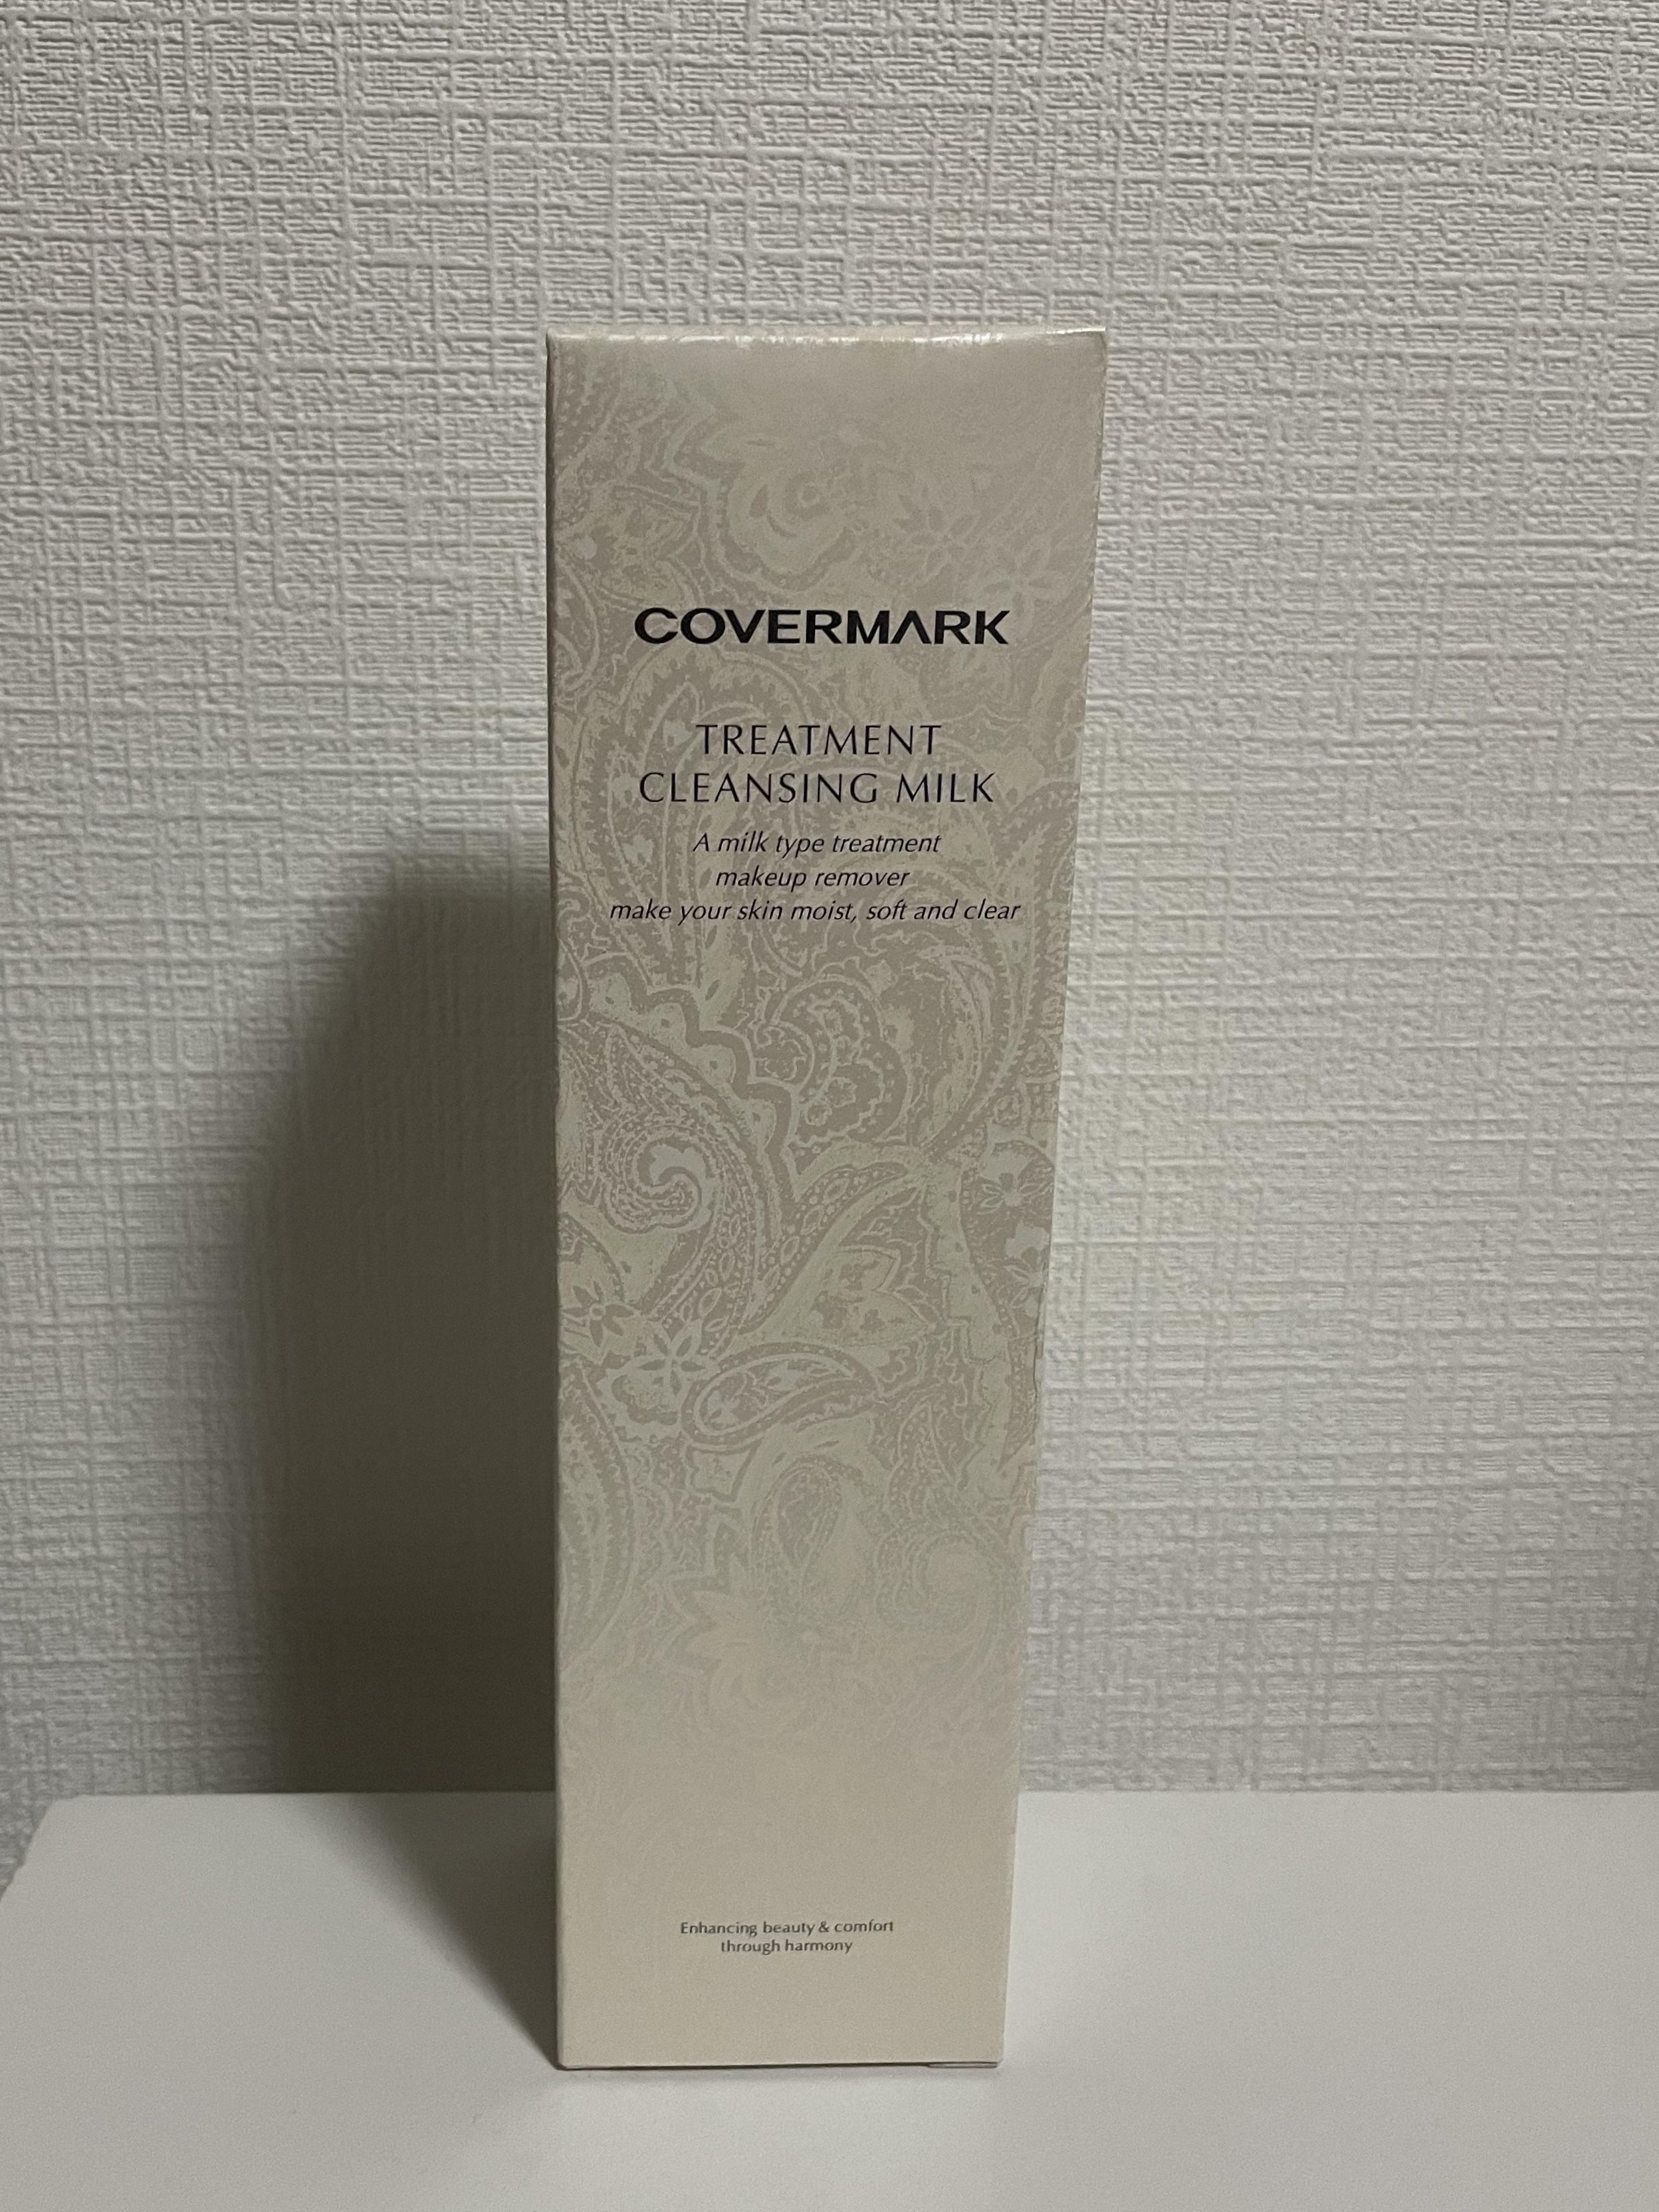 COVERMARK
TREATMENT
CLEANSING MILK
A milk type treatment
makeup remover
make your skin moist, soft and clear
Enhancing beauty & comfort
through harmony